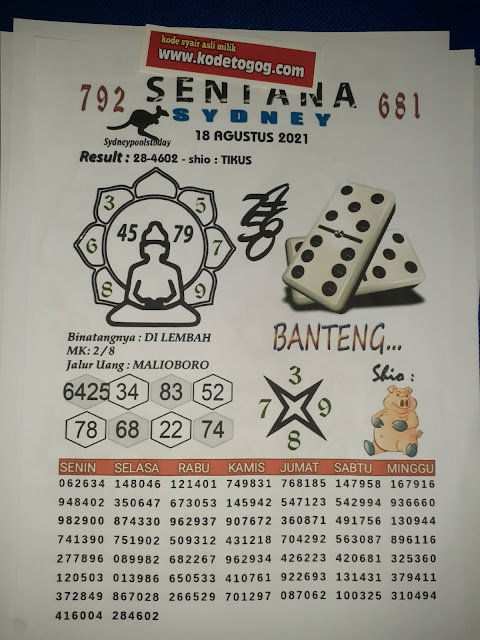 kode syair asli milik
www.kodetogog.com
792 SENTANA 681
SYDNEY
18 AGUSTUS 2021
Sydneypoolstoday
Result : 28-4602 - shio : TIKUS
3 5
45 79
6 7
8 9
Binatangnya : DI LEMBAH
MK: 2/8
Jalur Uang : MALIOBORO
BANTENG...
6425 34 83 52
78 68 22 74
3
7 9
8
Shio :
SENIN SELASA RABU KAMIS JUMAT SABTU MINGGU
062634 148046 121401 749831 768185 147958 167916
948402 350647 673053 145942 547123 542994 936660
982900 874330 962937 907672 360871 491756 130944
741390 751902 509312 431218 704292 563087 896116
277896 089982 682267 962934 426223 420681 325360
120503 013986 650533 410761 922693 131431 379411
372849 867028 266529 701297 087062 100325 310494
416004 284602